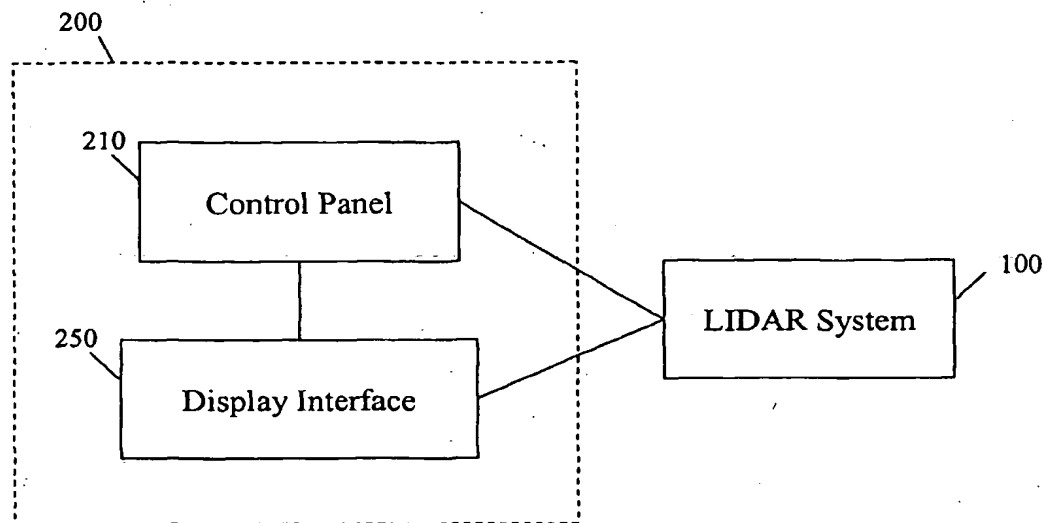 200
210
Control Panel
100
LIDAR System
250
Display Interface